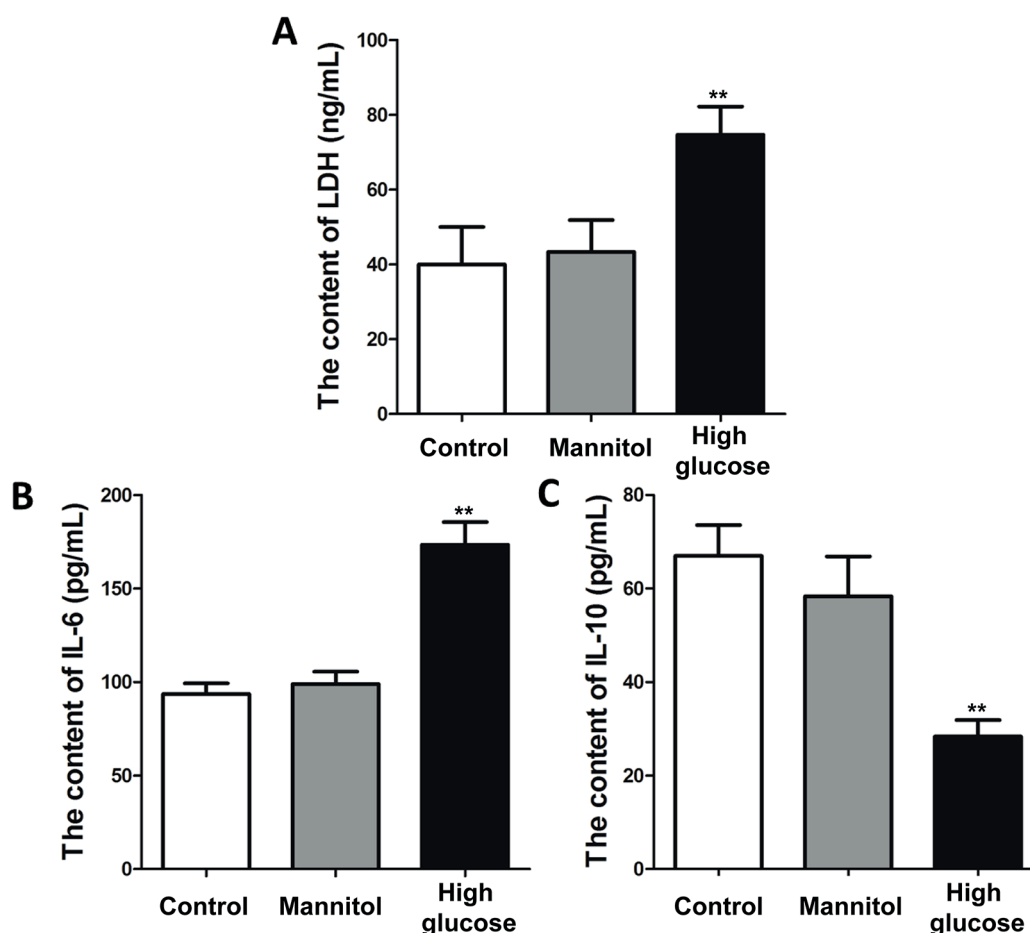 A
The content of LDH (ng/mL)
100
80
60
40
20
0
**
Control
Mannitol
High
glucose
B
The content of IL-6 (pg/mL)
200
150
100
50
0
**
Control
Mannitol
High
glucose
C
The content of IL-10 (pg/mL)
80
60
40
20
0
**
Control
Mannitol
High
glucose